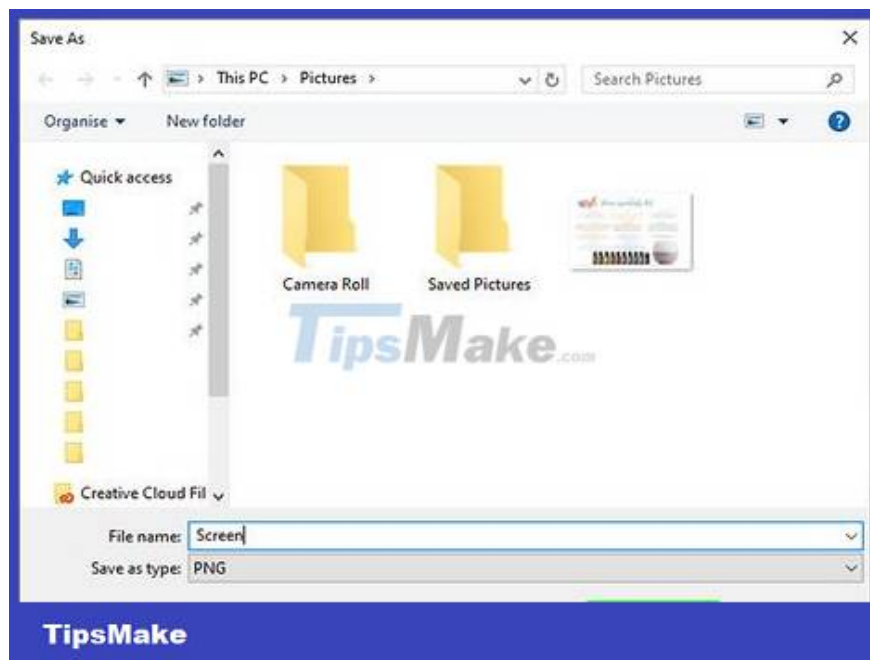 Save As
This PC > Pictures >
Search Pictures
Organise
New folder
?
Quick access
Camera Roll
Saved Pictures
TipsMake.com
Creative Cloud Fil
File name: Screen
Save as type: PNG
TipsMake